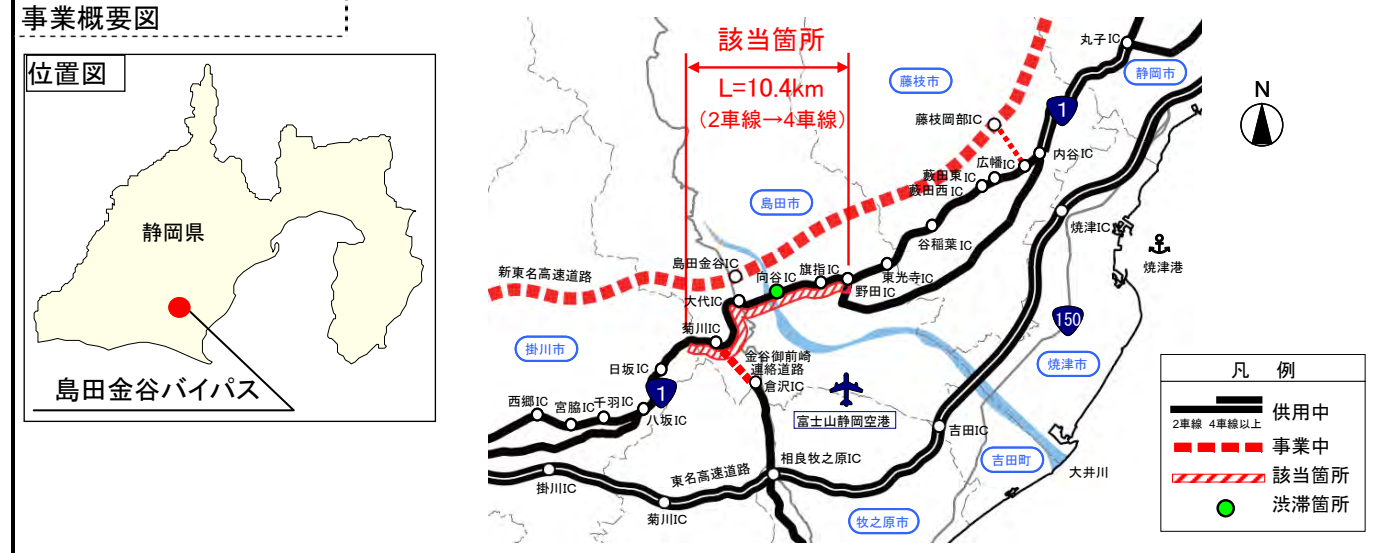 事業概要図
位置図
静岡県
島田金谷バイパス
該当箇所
L=10.4km
(2車線→4車線)
丸子IC
静岡市
藤枝市
N
1
藤枝岡部IC
内谷IC
広幡IC
薮田東IC
薮田西IC
島田市
焼津IC
谷稲葉IC
焼津港
島田金谷IC
向谷IC
旗指IC
東光寺IC
新東名高速道路
野田IC
大代IC
150
菊川IC
掛川市
金谷御前崎
連絡道路
焼津市
日坂IC
倉沢IC
1
西郷IC
宮脇IC
千羽IC
八坂IC
富士山静岡空港
吉田IC
吉田町
相良牧之原IC
大井川
東名高速道路
掛川IC
菊川IC
牧之原市
凡 例
供用中
2車線 4車線以上
事業中
該当箇所
渋滞箇所